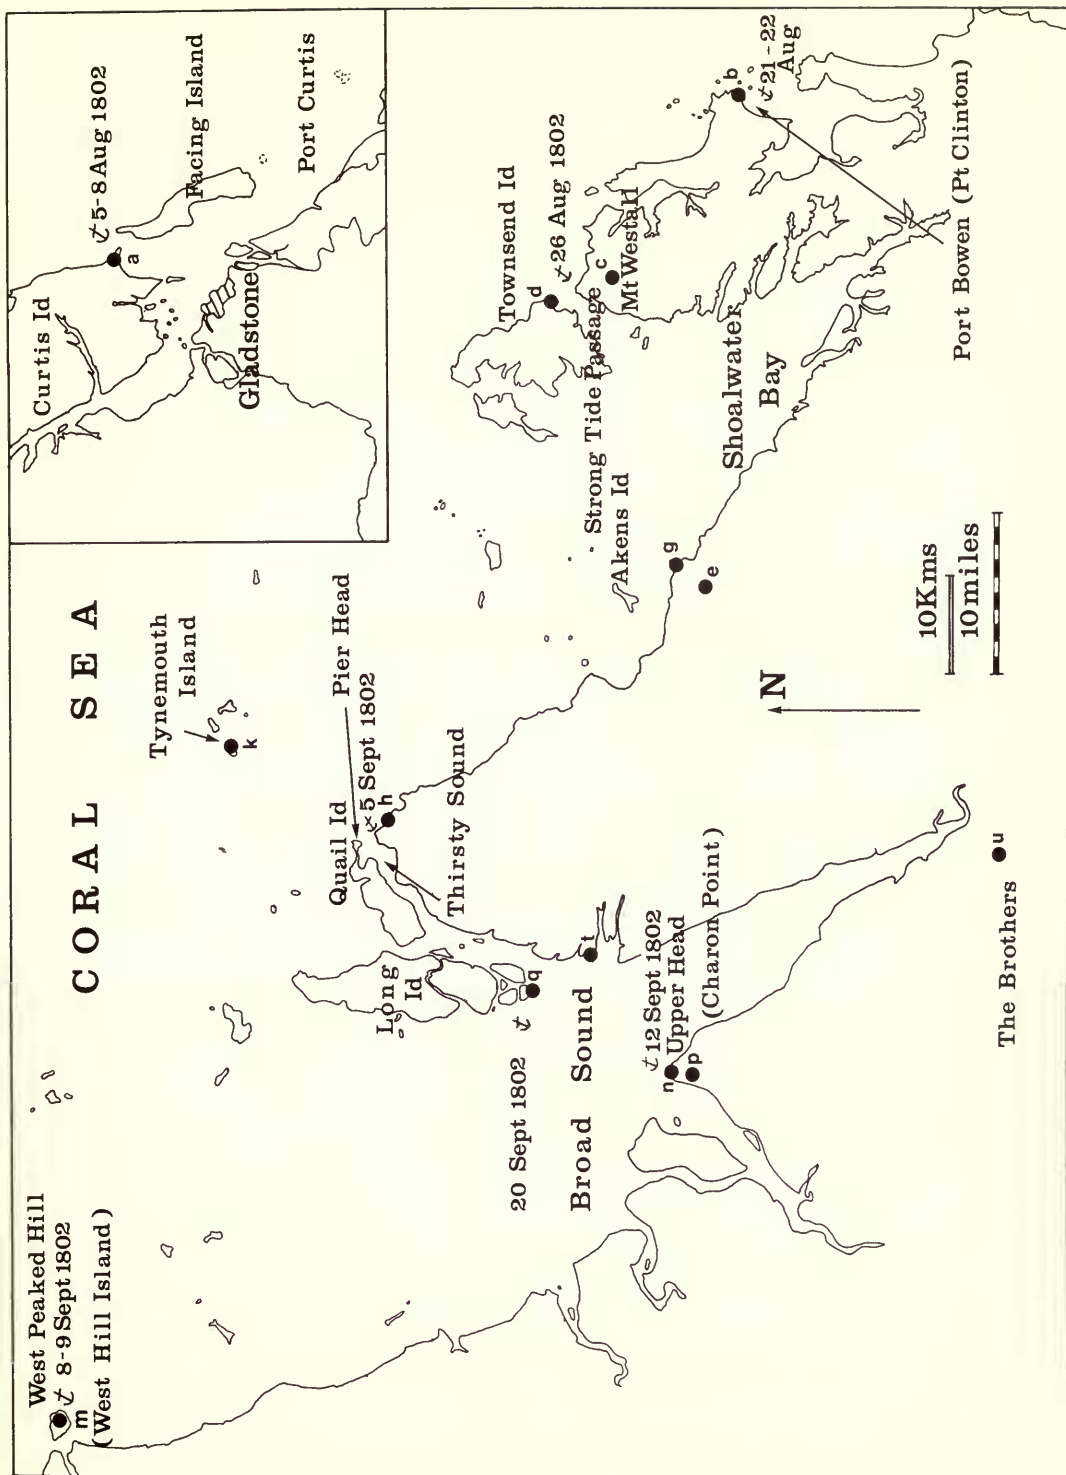 West Peaked Hill
8-9 Sept 1802
m
(West Hill Island)
CORAL SEA
Tynemouth
Island
k
Curtis Id
5-8 Aug 1802
a
Facing Island
Port Curtis
Gladstone
Quail Id
Pier Head
5 Sept 1802
h
Thirsty Sound
Long
Id
q
20 Sept 1802
t
Broad Sound
12 Sept 1802
n
Upper Head
p
(Charon Point)
The Brothers
u
Townsend Id
d
26 Aug 1802
Strong Tide Passage
c
Mt Westall
Akens Id
g
e
Shoalwater
Bay
b
21-22
Aug
Port Bowen (Pt Clinton)
N
10Kms
10miles